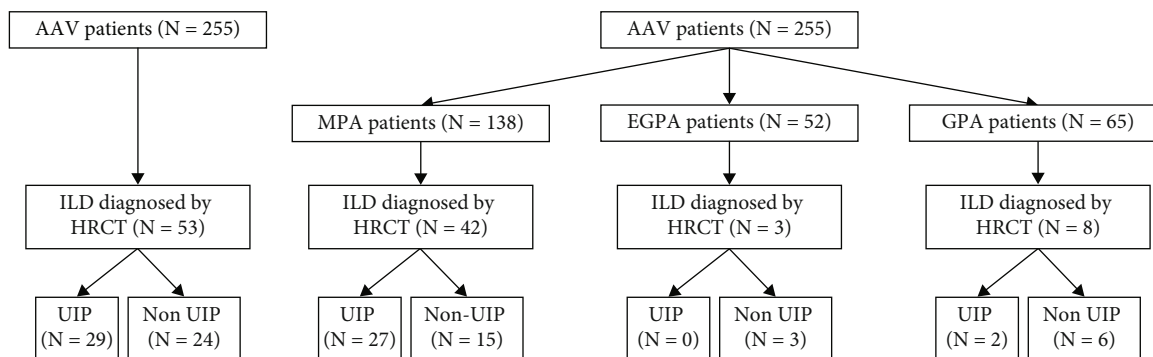 AAV patients (N = 255)
AAV patients (N = 255)
MPA patients (N = 138)
EGPA patients (N = 52)
GPA patients (N = 65)
ILD diagnosed by
HRCT (N = 53)
ILD diagnosed by
HRCT (N = 42)
ILD diagnosed by
HRCT (N = 3)
ILD diagnosed by
HRCT (N = 8)
UIP
(N = 29)
Non UIP
(N = 24)
UIP
(N = 27)
Non-UIP
(N = 15)
UIP
(N = 0)
Non UIP
(N = 3)
UIP
(N = 2)
Non UIP
(N = 6)